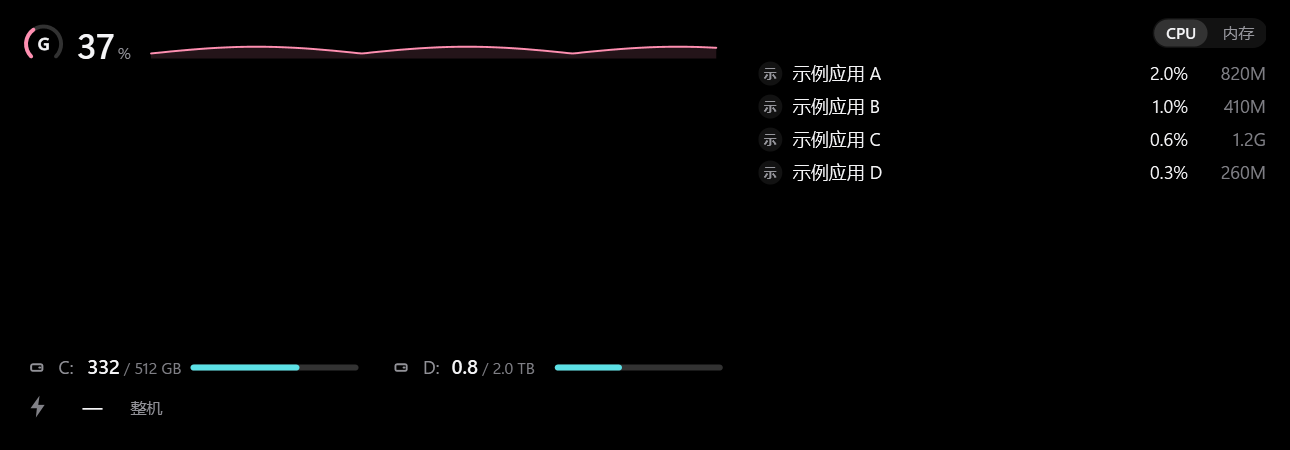 G 37 %
CPU 内存
示 示例应用 A 2.0% 820M
示 示例应用 B 1.0% 410M
示 示例应用 C 0.6% 1.2G
示 示例应用 D 0.3% 260M
C: 332 / 512 GB D: 0.8 / 2.0 TB
— 整机